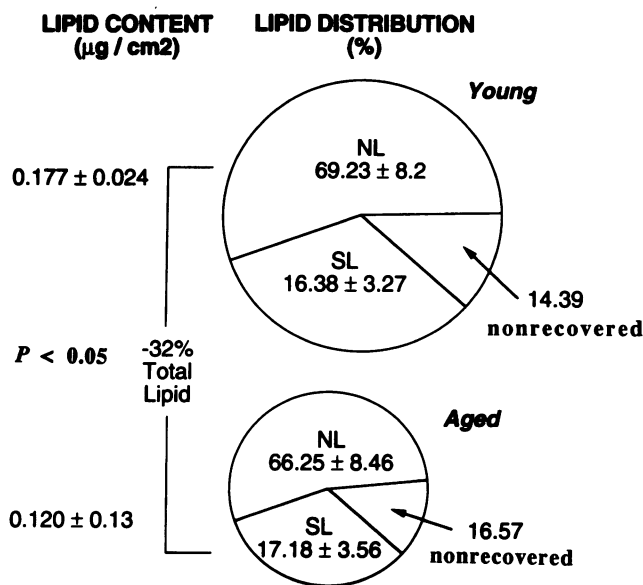 LIPID CONTENT
(μg / cm2)
LIPID DISTRIBUTION
(%)
Young
NL
69.23 ± 8.2
0.177 ± 0.024
SL
16.38 ± 3.27
14.39
nonrecovered
P < 0.05
-32%
Total
Lipid
Aged
NL
66.25 ± 8.46
0.120 ± 0.13
SL
17.18 ± 3.56
16.57
nonrecovered